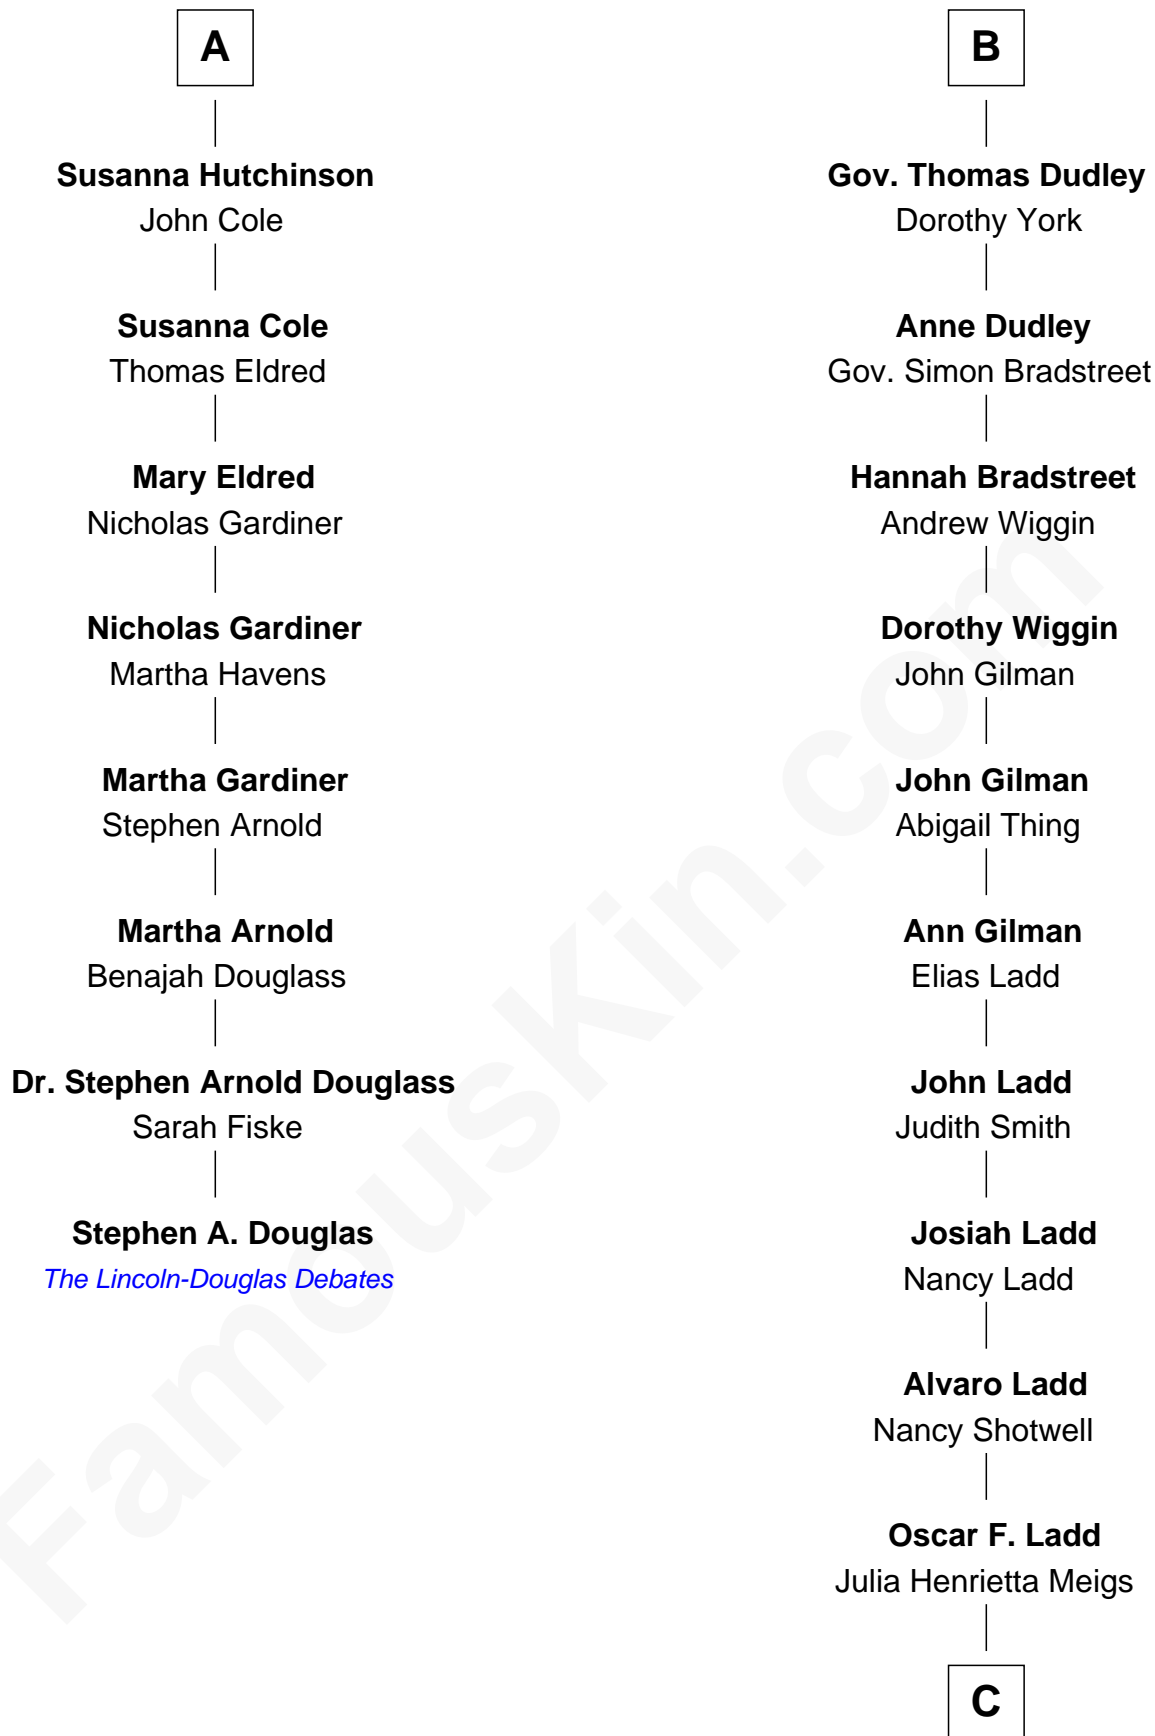 A
Susanna Hutchinson
John Cole
Susanna Cole
Thomas Eldred
Mary Eldred
Nicholas Gardiner
Nicholas Gardiner
Martha Havens
Martha Gardiner
Stephen Arnold
Martha Arnold
Benajah Douglass
Dr. Stephen Arnold Douglass
Sarah Fiske
Stephen A. Douglas
The Lincoln-Douglas Debates
B
Gov. Thomas Dudley
Dorothy York
Anne Dudley
Gov. Simon Bradstreet
Hannah Bradstreet
Andrew Wiggin
Dorothy Wiggin
John Gilman
John Gilman
Abigail Thing
Ann Gilman
Elias Ladd
John Ladd
Judith Smith
Josiah Ladd
Nancy Ladd
Alvaro Ladd
Nancy Shotwell
Oscar F. Ladd
Julia Henrietta Meigs
C
FamousKin.com